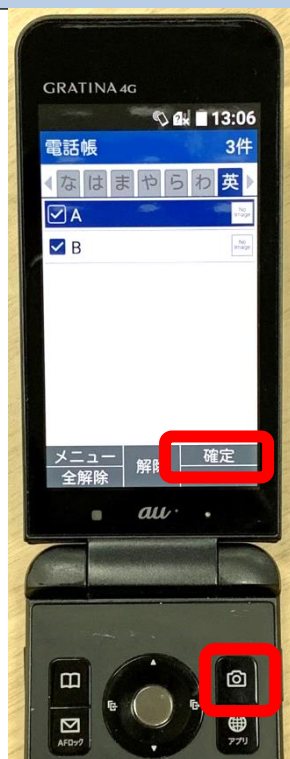 GRATINA 4G
13:06
電話帳 3件
な は ま や ら わ 英
A No image
B No image
メニュー 確定
全解除 解除
au
AFロック
アプリ